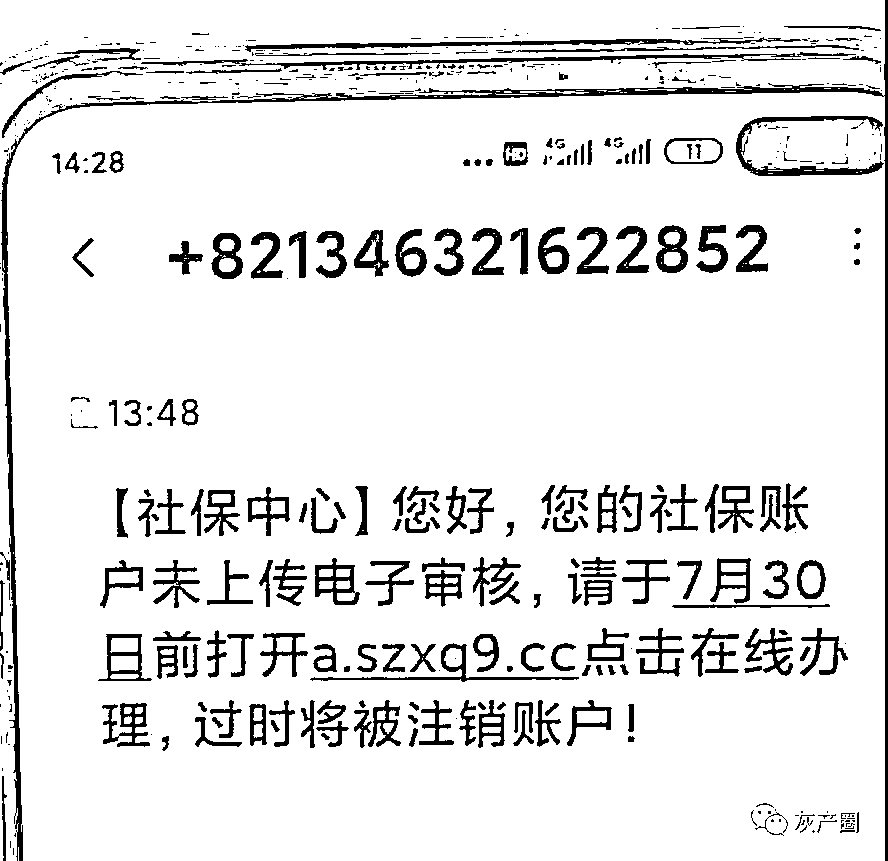 14:28 ... HD 4G 4G 11
+821346321622852
13:48
【社保中心】您好,您的社保账
户未上传电子审核,请于7月30
日前打开a.szxq9.cc点击在线办
理,过时将被注销账户!
灰产圈